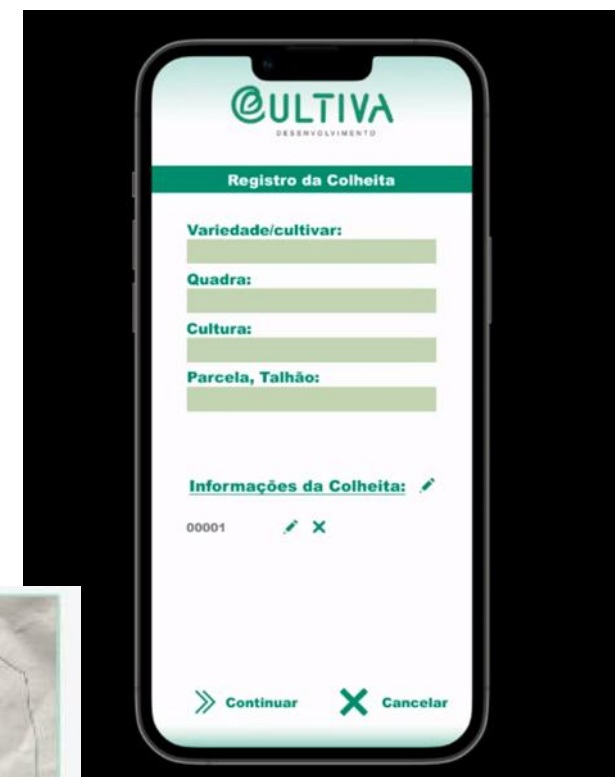 CULTIVA
DESENVOLVIMENTO
Registro da Colheita
Variedade/cultivar:
Quadra:
Cultura:
Parcela, Talhão:
Informações da Colheita:
00001
Continuar
Cancelar